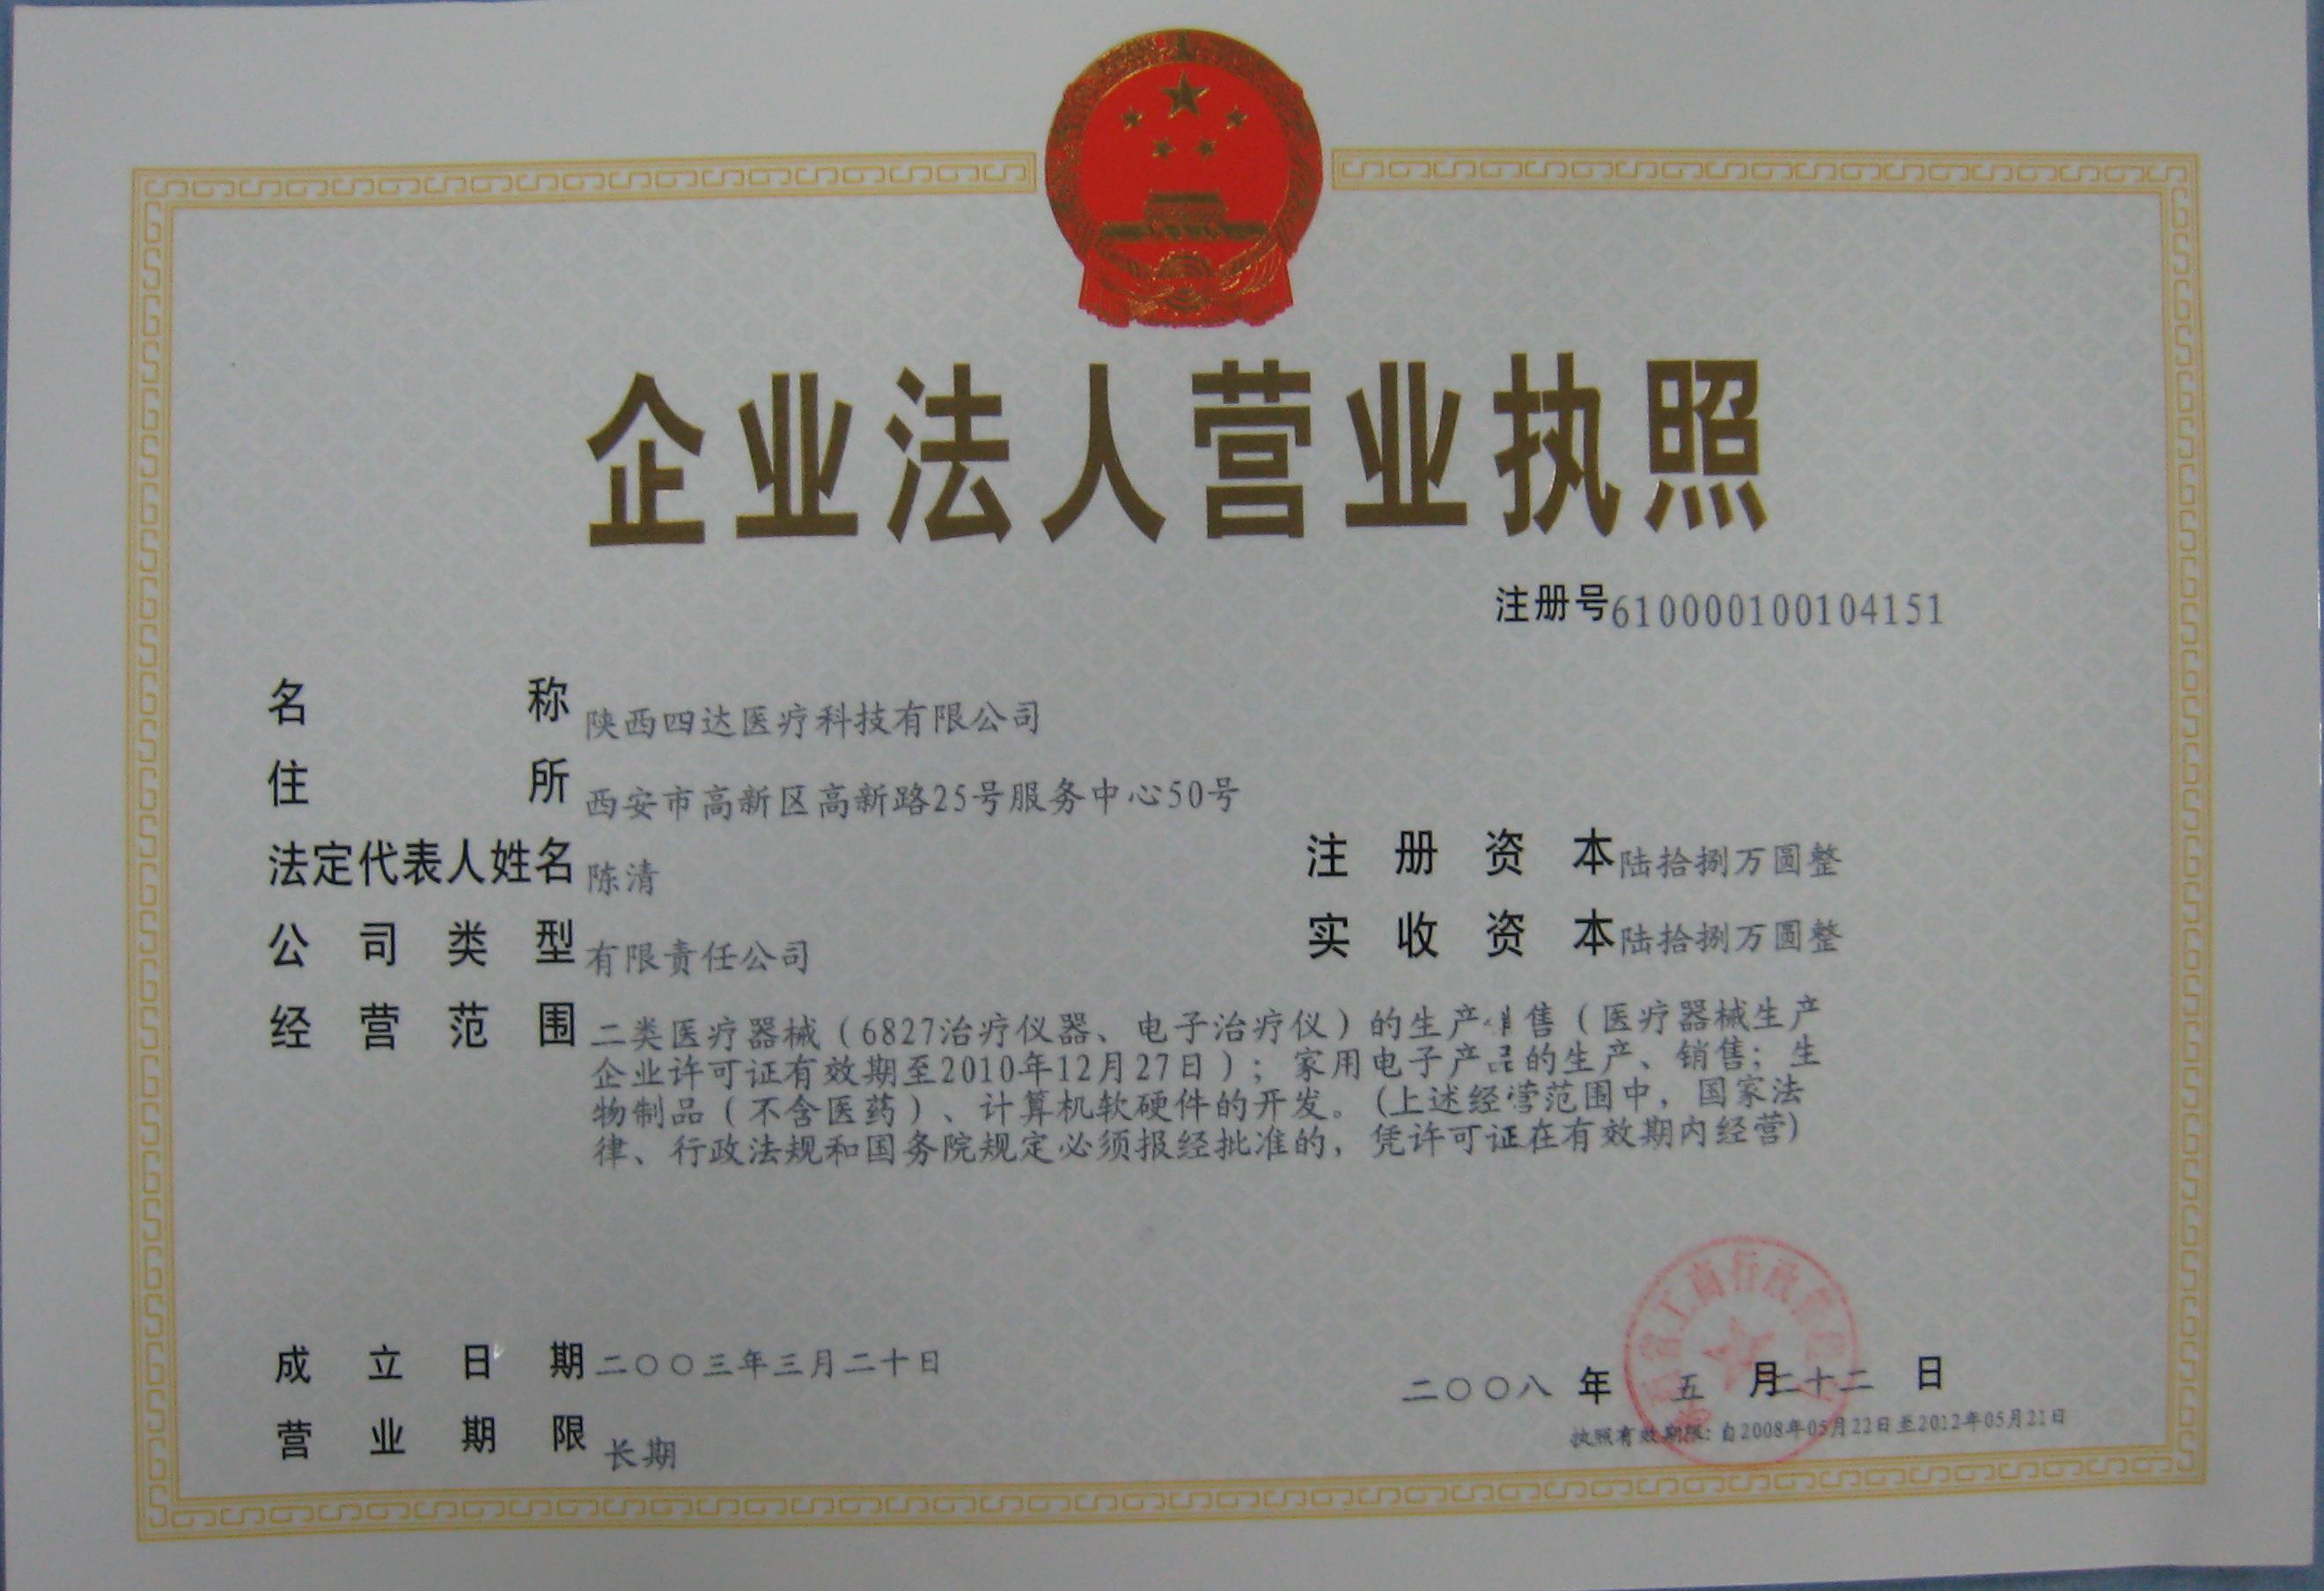 企业法人营业执照
注册号610000100104151
名称 陕西四达医疗科技有限公司
住所 西安市高新区高新路25号服务中心50号
法定代表人姓名 陈清
注册资本 陆拾捌万圆整
公司类型 有限责任公司
实收资本 陆拾捌万圆整
经营范围 二类医疗器械（6827治疗仪器、电子治疗仪）的生产销售（医疗器械生产
企业许可证有效期至2010年12月27日）；家用电子产品的生产、销售；生
物制品（不含医药）、计算机软硬件的开发。(上述经营范围中，国家法
律、行政法规和国务院规定必须报经批准的，凭许可证在有效期内经营)
成立日期 二〇〇三年三月二十日
二〇〇八年五月二十二日
营业期限 长期
执照有效期限：自2008年05月22日至2012年05月21日
省工商行政管理